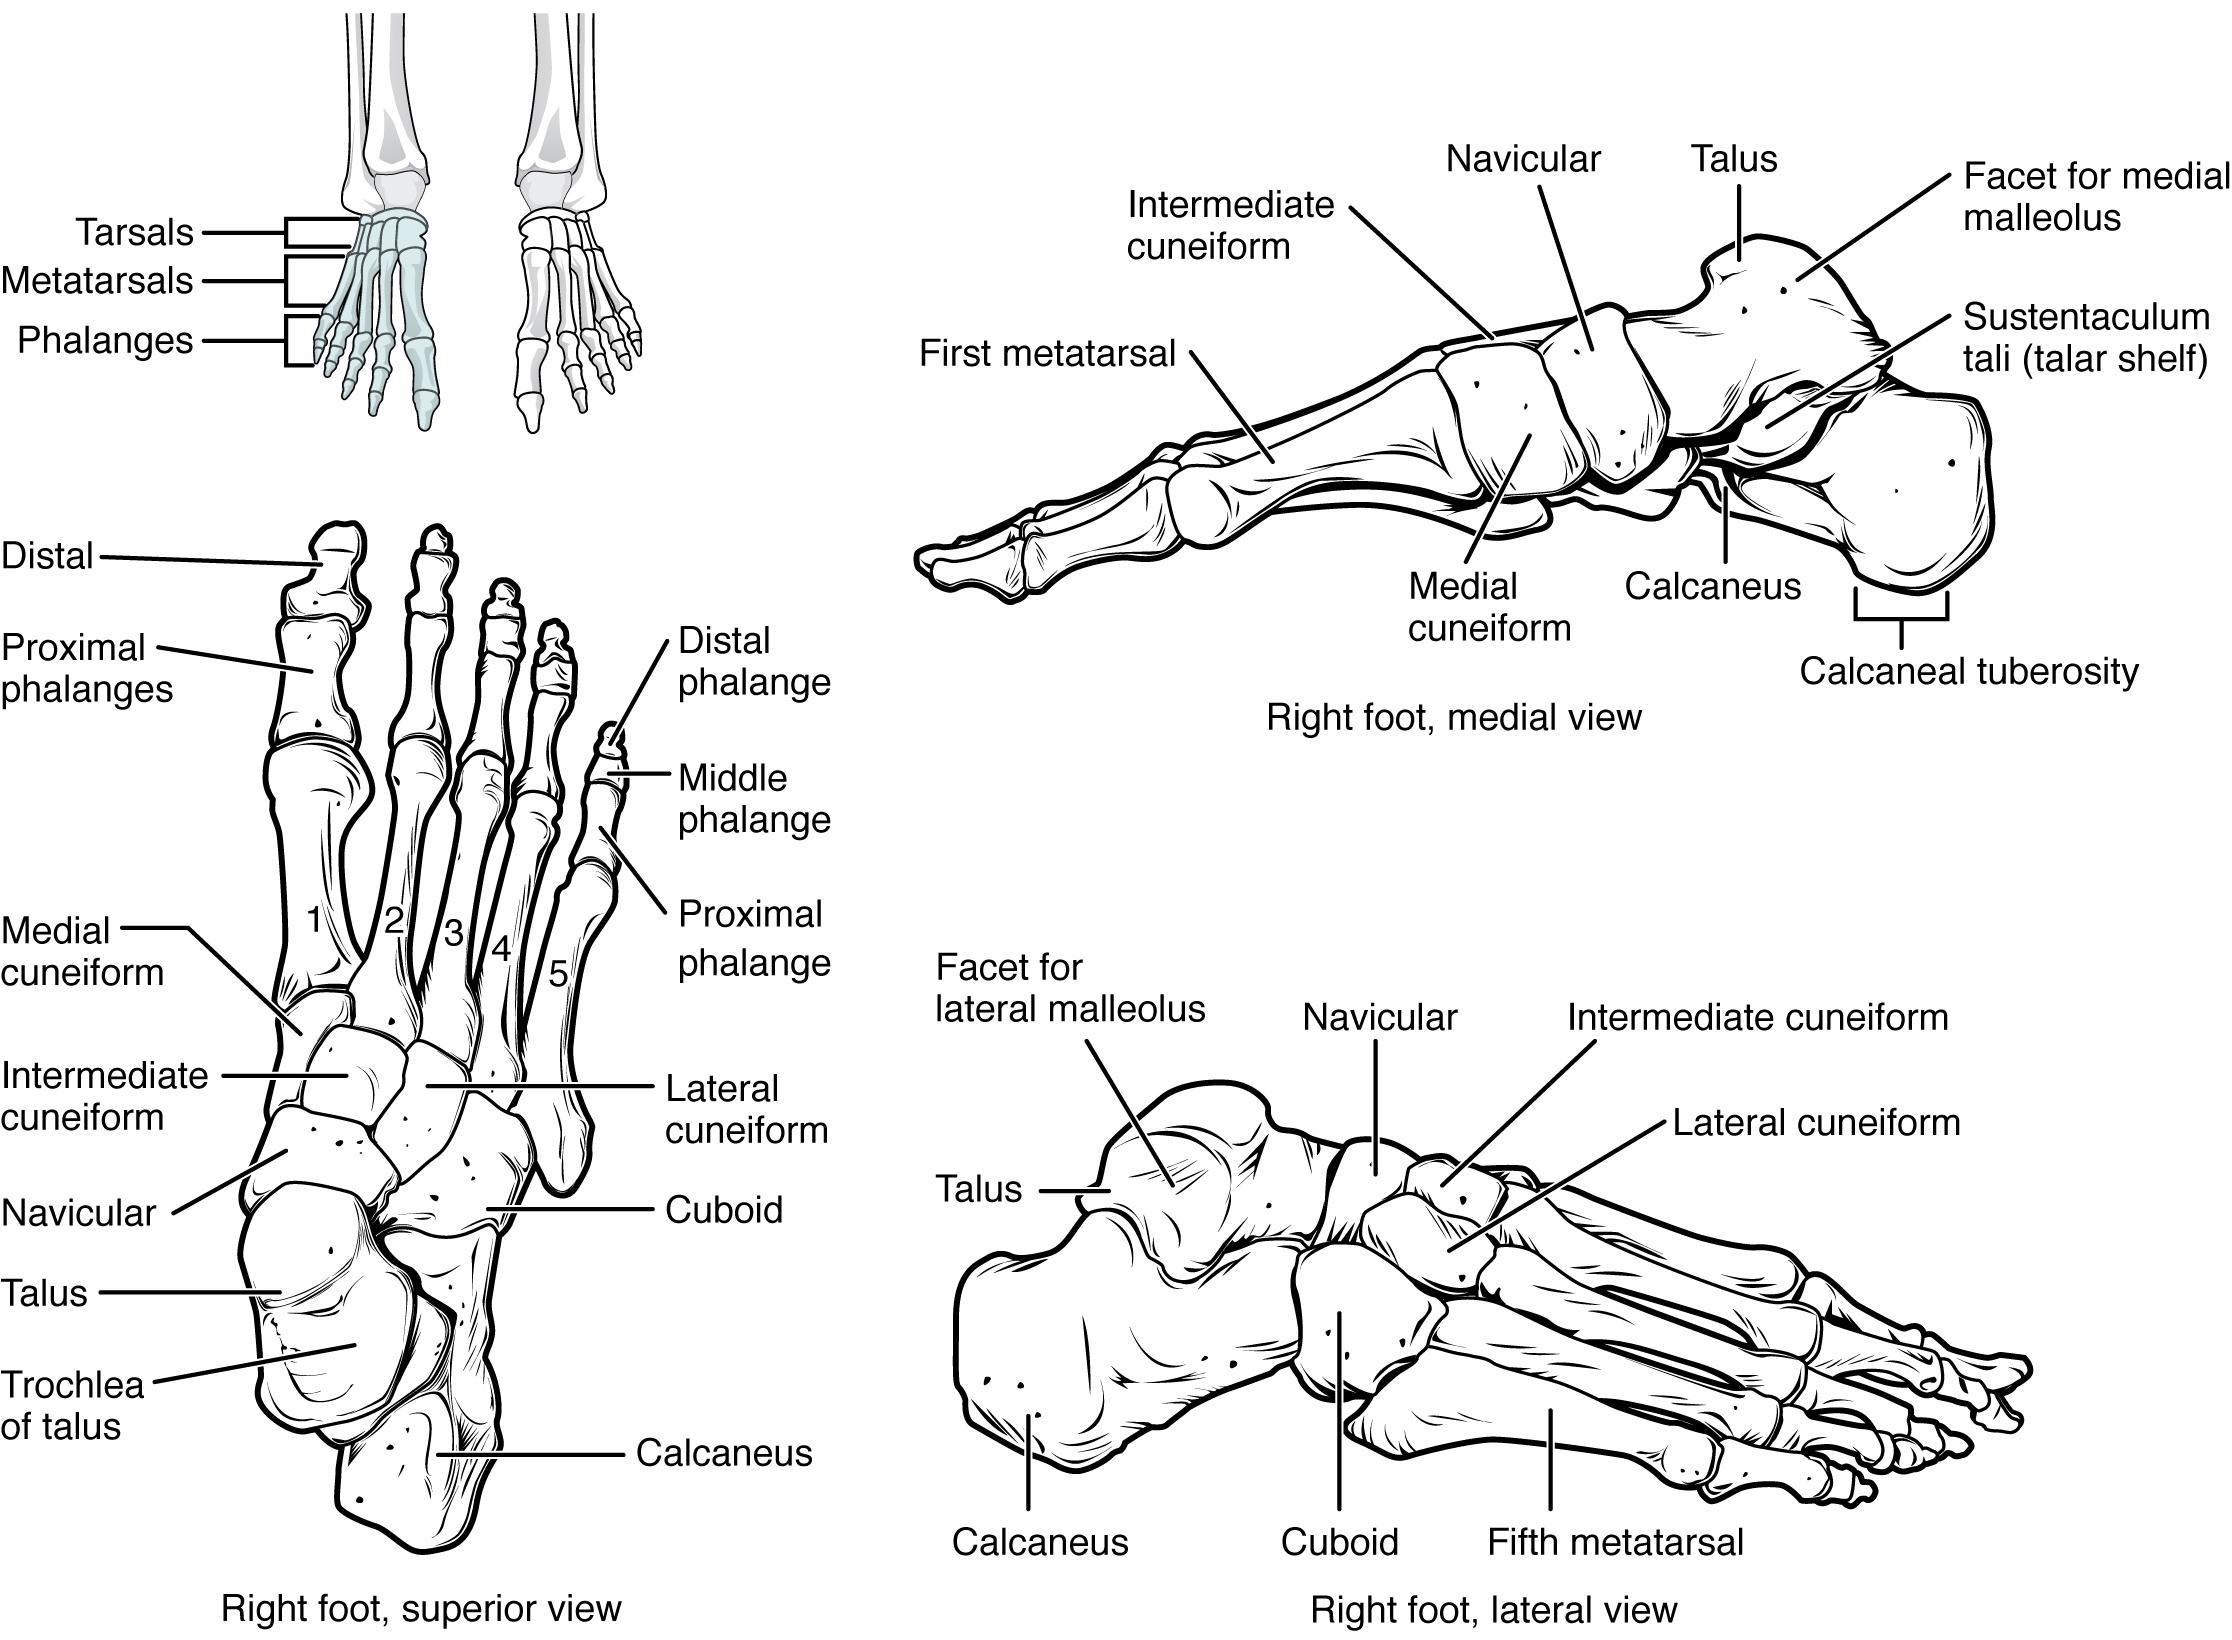 Tarsals
Metatarsals
Phalanges
Distal
Proximal
phalanges
Distal
phalange
Middle
phalange
Proximal
phalange
1
2
3
4
5
Medial
cuneiform
Intermediate
cuneiform
Lateral
cuneiform
Navicular
Cuboid
Talus
Trochlea
of talus
Calcaneus
Right foot, superior view
Navicular
Talus
Facet for medial
malleolus
Intermediate
cuneiform
Sustentaculum
tali (talar shelf)
First metatarsal
Medial
cuneiform
Calcaneus
Calcaneal tuberosity
Right foot, medial view
Facet for
lateral malleolus
Navicular
Intermediate cuneiform
Lateral cuneiform
Talus
Calcaneus
Cuboid
Fifth metatarsal
Right foot, lateral view